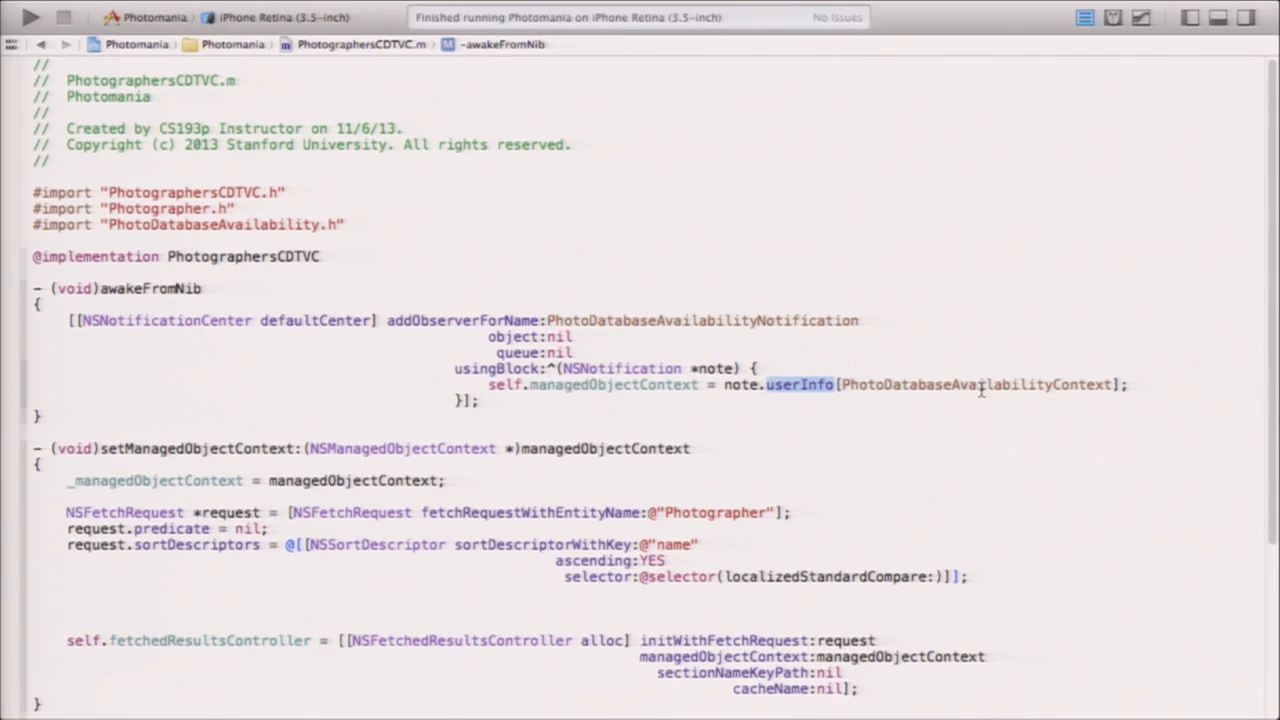 Photomania iPhone Retina (3.5-inch) Finished running Photomania on iPhone Retina (3.5-inch) No Issues
Photomania Photomania PhotographersCDTVC.m M -awakeFromNib
//
//  PhotographersCDTVC.m
//  Photomania
//
//  Created by CS193p Instructor on 11/6/13.
//  Copyright (c) 2013 Stanford University. All rights reserved.
//
#import "PhotographersCDTVC.h"
#import "Photographer.h"
#import "PhotoDatabaseAvailability.h"
@implementation PhotographersCDTVC
- (void)awakeFromNib
{
[[NSNotificationCenter defaultCenter] addObserverForName:PhotoDatabaseAvailabilityNotification
object:nil
queue:nil
usingBlock:^(NSNotification *note) {
self.managedObjectContext = note.userInfo[PhotoDatabaseAvailabilityContext];
}];
}
- (void)setManagedObjectContext:(NSManagedObjectContext *)managedObjectContext
{
_managedObjectContext = managedObjectContext;
NSFetchRequest *request = [NSFetchRequest fetchRequestWithEntityName:@"Photographer"];
request.predicate = nil;
request.sortDescriptors = @[[NSSortDescriptor sortDescriptorWithKey:@"name"
ascending:YES
selector:@selector(localizedStandardCompare:)]];
self.fetchedResultsController = [[NSFetchedResultsController alloc] initWithFetchRequest:request
managedObjectContext:managedObjectContext
sectionNameKeyPath:nil
cacheName:nil];
}